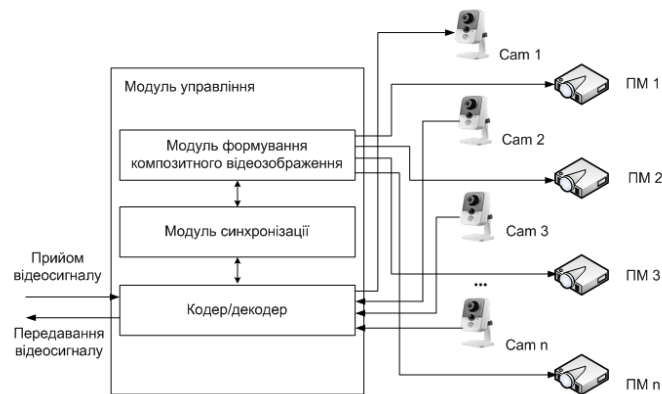 Cam 1
Модуль управління
ПМ 1
Модуль формування
композитного відеозображення
Cam 2
ПМ 2
Модуль синхронізації
Cam 3
Прийом
відеосигналу
ПМ 3
...
Кодер/декодер
Передавання
відеосигналу
Cam n
ПМ n